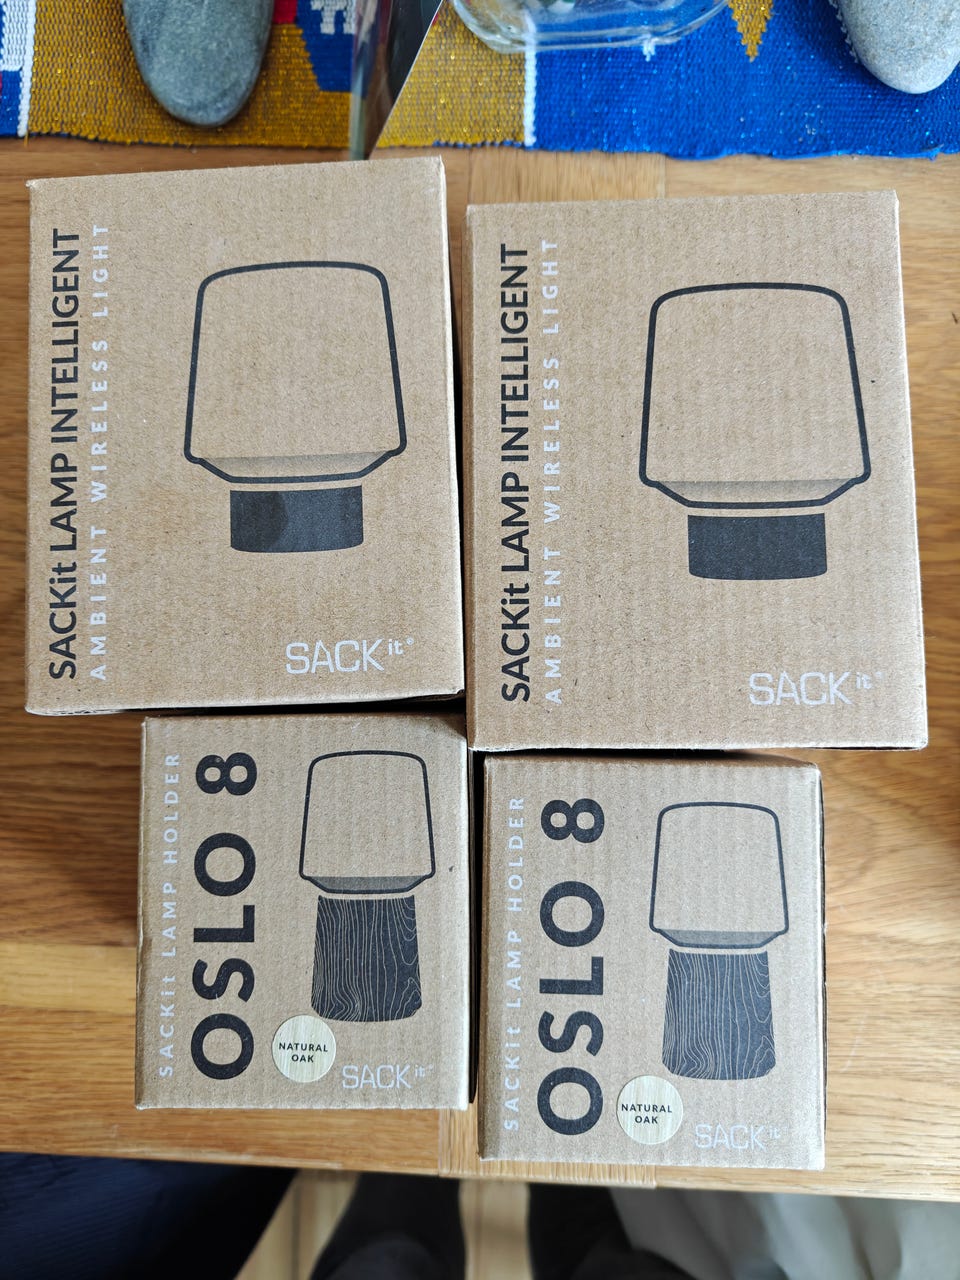 SACKit LAMP INTELLIGENT
AMBIENT WIRELESS LIGHT
SACKit®
SACKit LAMP INTELLIGENT
AMBIENT WIRELESS LIGHT
SACKit®
SACKit LAMP HOLDER
OSLO 8
NATURAL
OAK
SACKit®
SACKit LAMP HOLDER
OSLO 8
NATURAL
OAK
SACKit